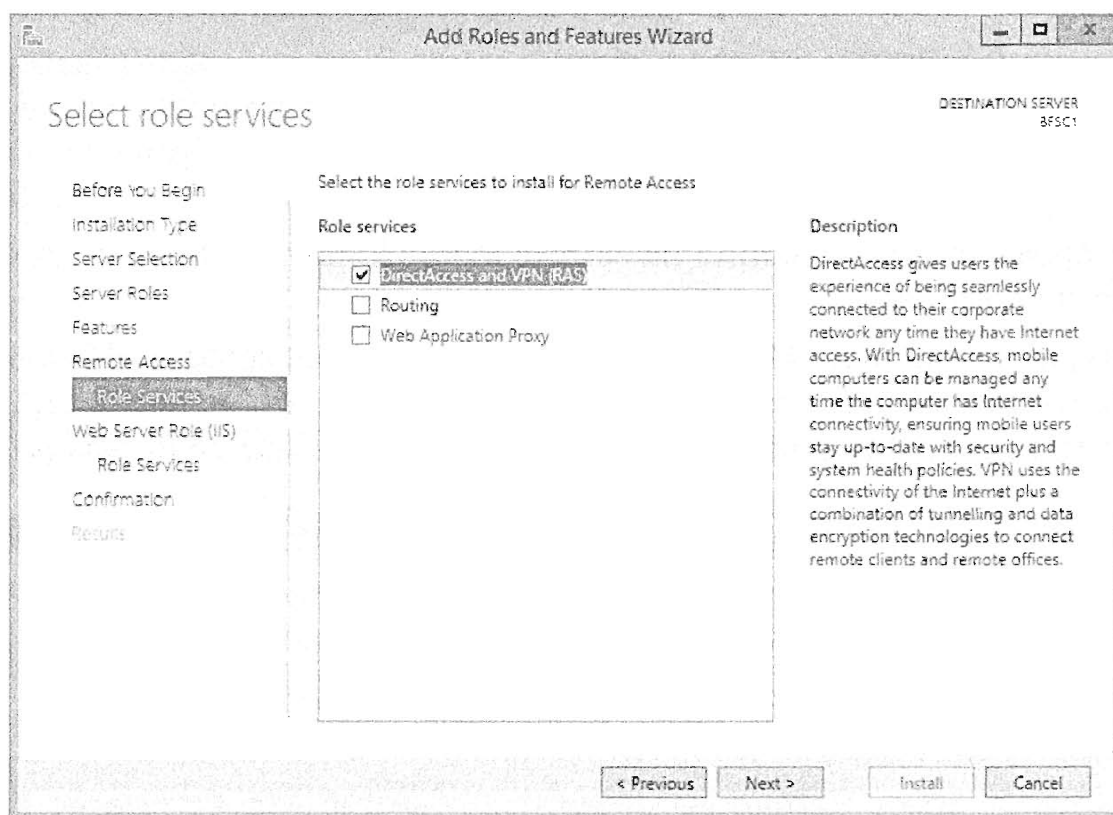 Add Roles and Features Wizard
Select role services
DESTINATION SERVER
BFSC1
Before You Begin
Installation Type
Server Selection
Server Roles
Features
Remote Access
Role Services
Web Server Role (IIS)
Role Services
Confirmation
Results
Select the role services to install for Remote Access
Role services
DirectAccess and VPN (RAS)
Routing
Web Application Proxy
Description
DirectAccess gives users the
experience of being seamlessly
connected to their corporate
network any time they have Internet
access. With DirectAccess, mobile
computers can be managed any
time the computer has Internet
connectivity, ensuring mobile users
stay up-to-date with security and
system health policies. VPN uses the
connectivity of the Internet plus a
combination of tunnelling and data
encryption technologies to connect
remote clients and remote offices.
< Previous
Next >
Install
Cancel